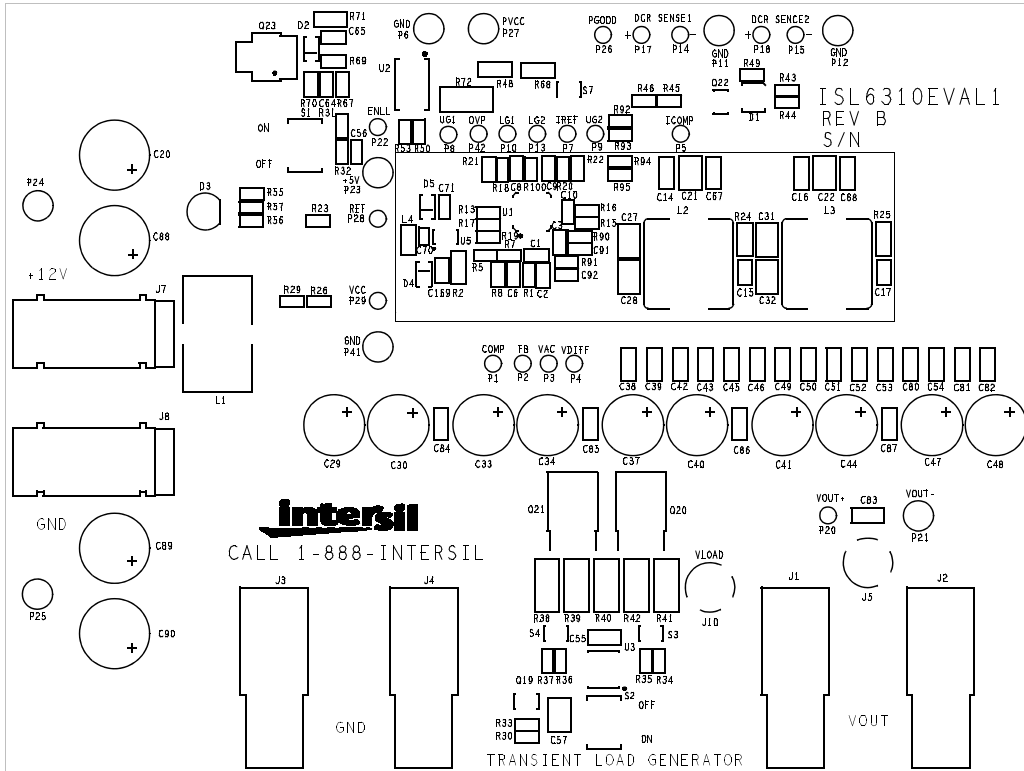 Q23
D2
R71
C65
R69
R70 C64 R67
S1 R31
ON
OFF
C56
R32
GND
P6
PVCC
P27
U2
R72
R48
R68
S7
R46 R45
R92
R93
PGOOD
P26
DCR
+
P17
SENSE1
-
P14
GND
P11
DCR
+
P18
SENCE2
-
P15
GND
P12
R49
Q22
D1
R43
R44
ISL6310EVAL1
REV B
S/N
ENLL
P22
R53 R50
UG1
P8
OVP
P42
LG1
P10
LG2
P13
IREF
P7
UG2
P9
ICOMP
P5
C20
C88
P24
+12V
D3
R55
R57
R56
R23
+5V
P23
REF
P28
R29 R26
VCC
P29
GND
P41
R21
R18
C8
R100
C9
R20
R22
R94
R95
C10
D5
C71
L4
C70
U5
D4
C169
R2
R13
R17
R19
U1
R16
R15
C3
R90
C91
R91
C92
R5
R7
C1
R8 C6 R1 C2
C14 C21 C67
C27
L2
C28
C16 C22 C68
R24 C31
L3
R25
C15 C32
C17
J7
L1
J8
GND
COMP
P1
FB
P2
VAC
P3
VDIFF
P4
C38 C39 C42 C43 C45 C46 C49 C50 C51 C52 C53 C80 C54 C81 C82
C29 C30 C84 C33 C34 C85 C37 C40 C86 C41 C44 C87 C47 C48
intersil
CALL 1-888-INTERSIL
C89
P25
C90
Q21
Q20
VOUT+
P20
C83
VOUT-
P21
J5
VLOAD
J10
J3
J4
J1
J2
R38 R39 R40 R42 R41
S4
C55
S3
U3
R37 R36
R35 R34
Q19
S2
OFF
R33
R30
C57
ON
GND
VOUT
TRANSIENT LOAD GENERATOR